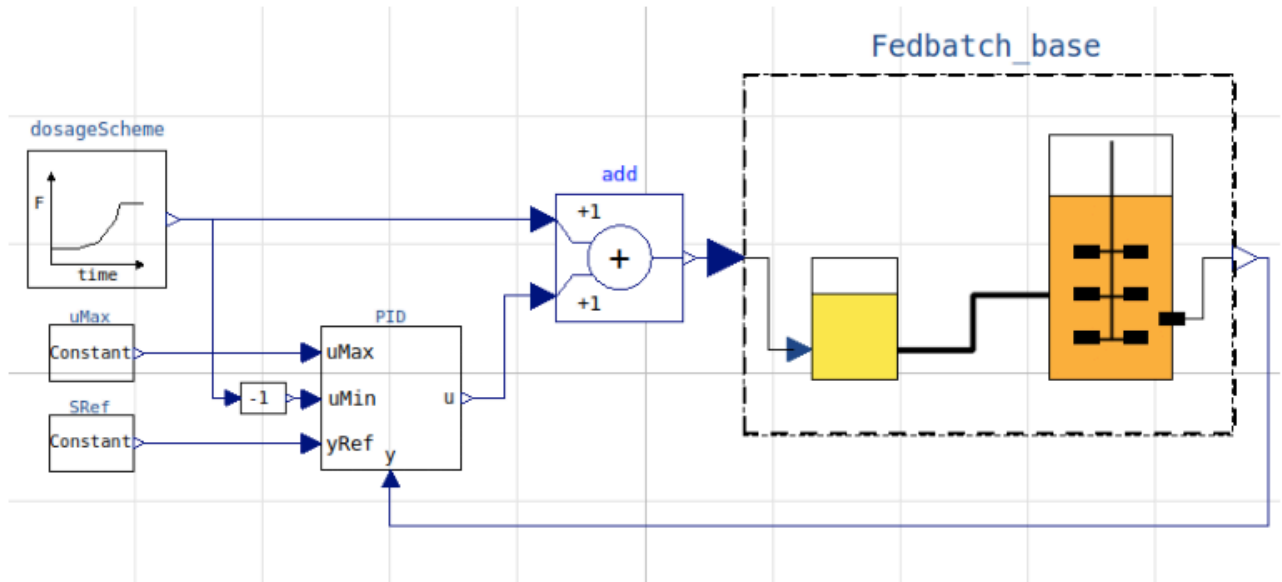 Fedbatch_base
dosageScheme
F
time
add
+1
+
+1
uMax
Constant
PID
uMax
-1
uMin
u
SRef
Constant
yRef
y